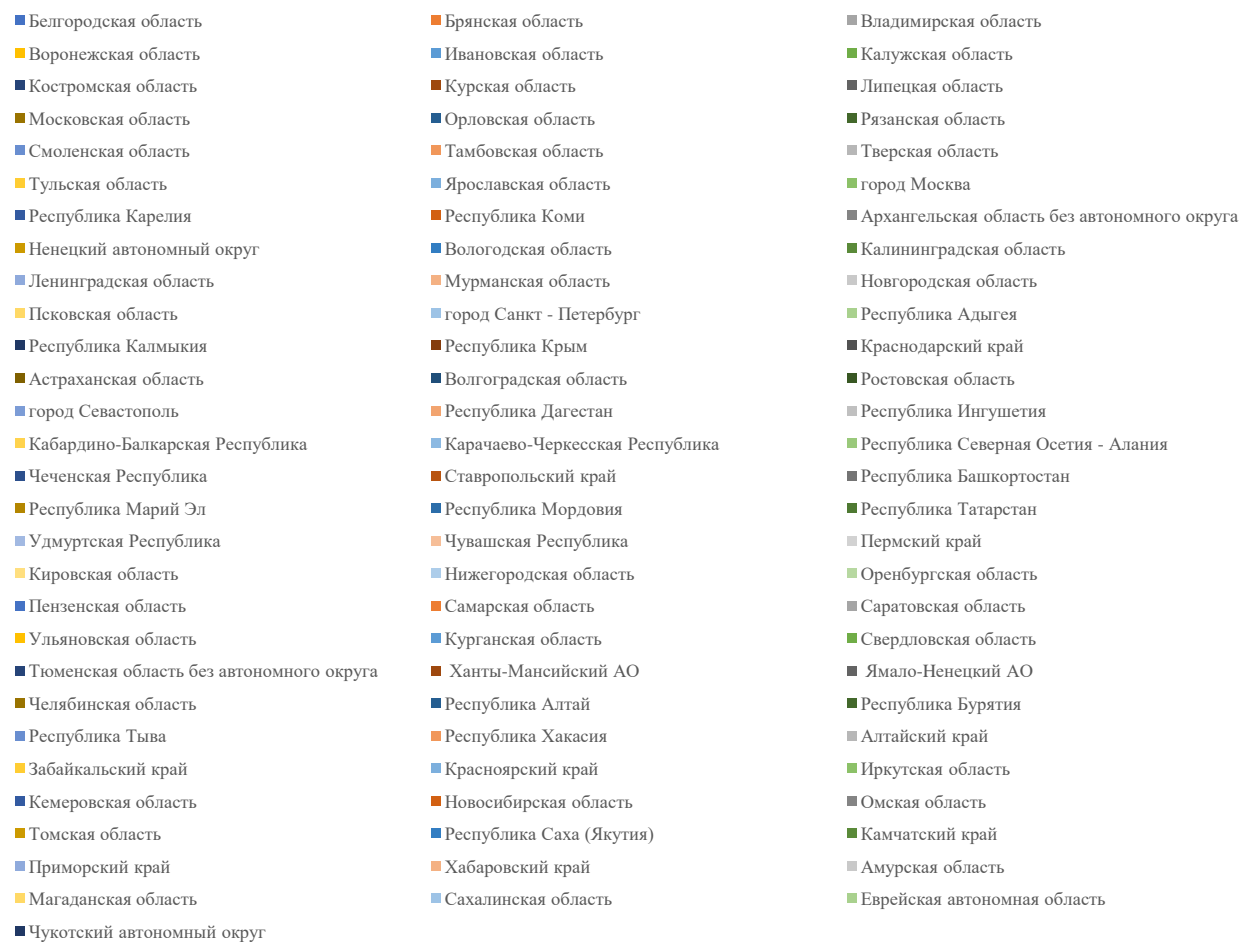 Белгородская область Брянская область Владимирская область
Воронежская область Ивановская область Калужская область
Костромская область Курская область Липецкая область
Московская область Орловская область Рязанская область
Смоленская область Тамбовская область Тверская область
Тульская область Ярославская область город Москва
Республика Карелия Республика Коми Архангельская область без автономного округа
Ненецкий автономный округ Вологодская область Калининградская область
Ленинградская область Мурманская область Новгородская область
Псковская область город Санкт - Петербург Республика Адыгея
Республика Калмыкия Республика Крым Краснодарский край
Астраханская область Волгоградская область Ростовская область
город Севастополь Республика Дагестан Республика Ингушетия
Кабардино-Балкарская Республика Карачаево-Черкесская Республика Республика Северная Осетия - Алания
Чеченская Республика Ставропольский край Республика Башкортостан
Республика Марий Эл Республика Мордовия Республика Татарстан
Удмуртская Республика Чувашская Республика Пермский край
Кировская область Нижегородская область Оренбургская область
Пензенская область Самарская область Саратовская область
Ульяновская область Курганская область Свердловская область
Тюменская область без автономного округа Ханты-Мансийский АО Ямало-Ненецкий АО
Челябинская область Республика Алтай Республика Бурятия
Республика Тыва Республика Хакасия Алтайский край
Забайкальский край Красноярский край Иркутская область
Кемеровская область Новосибирская область Омская область
Томская область Республика Саха (Якутия) Камчатский край
Приморский край Хабаровский край Амурская область
Магаданская область Сахалинская область Еврейская автономная область
Чукотский автономный округ